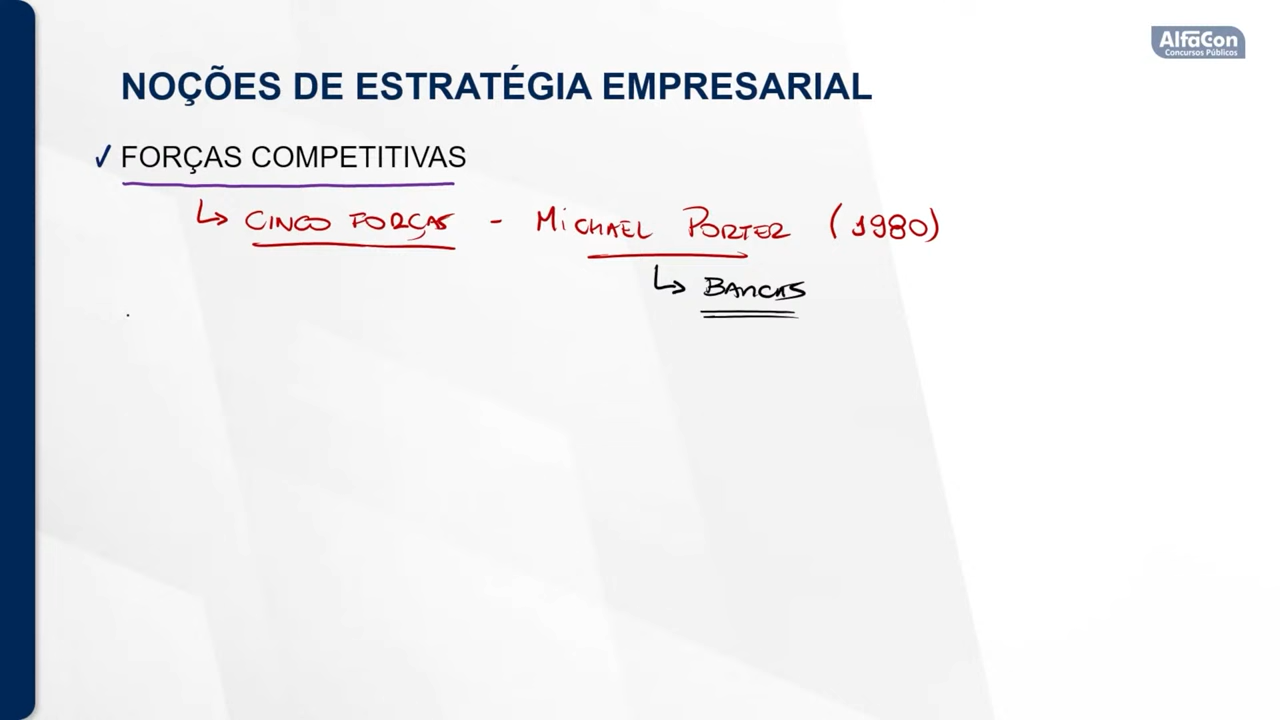 AlfaCon
Concursos Públicos
NOÇÕES DE ESTRATÉGIA EMPRESARIAL
✓ FORÇAS COMPETITIVAS
↳ CINCO FORÇAS - MICHAEL PORTER (1980)
↳ BANCAS